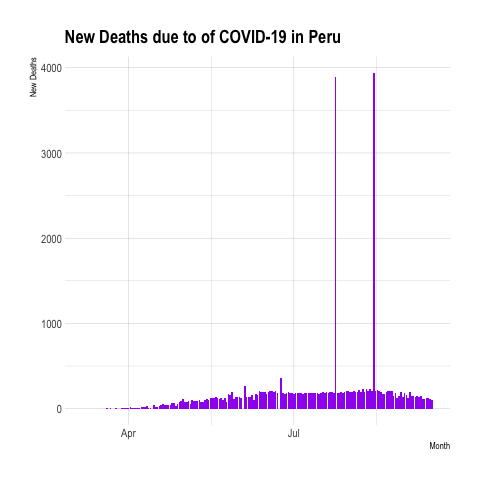 New Deaths due to of COVID-19 in Peru
New Deaths
4000
3000
2000
1000
0
Apr
Jul
Month